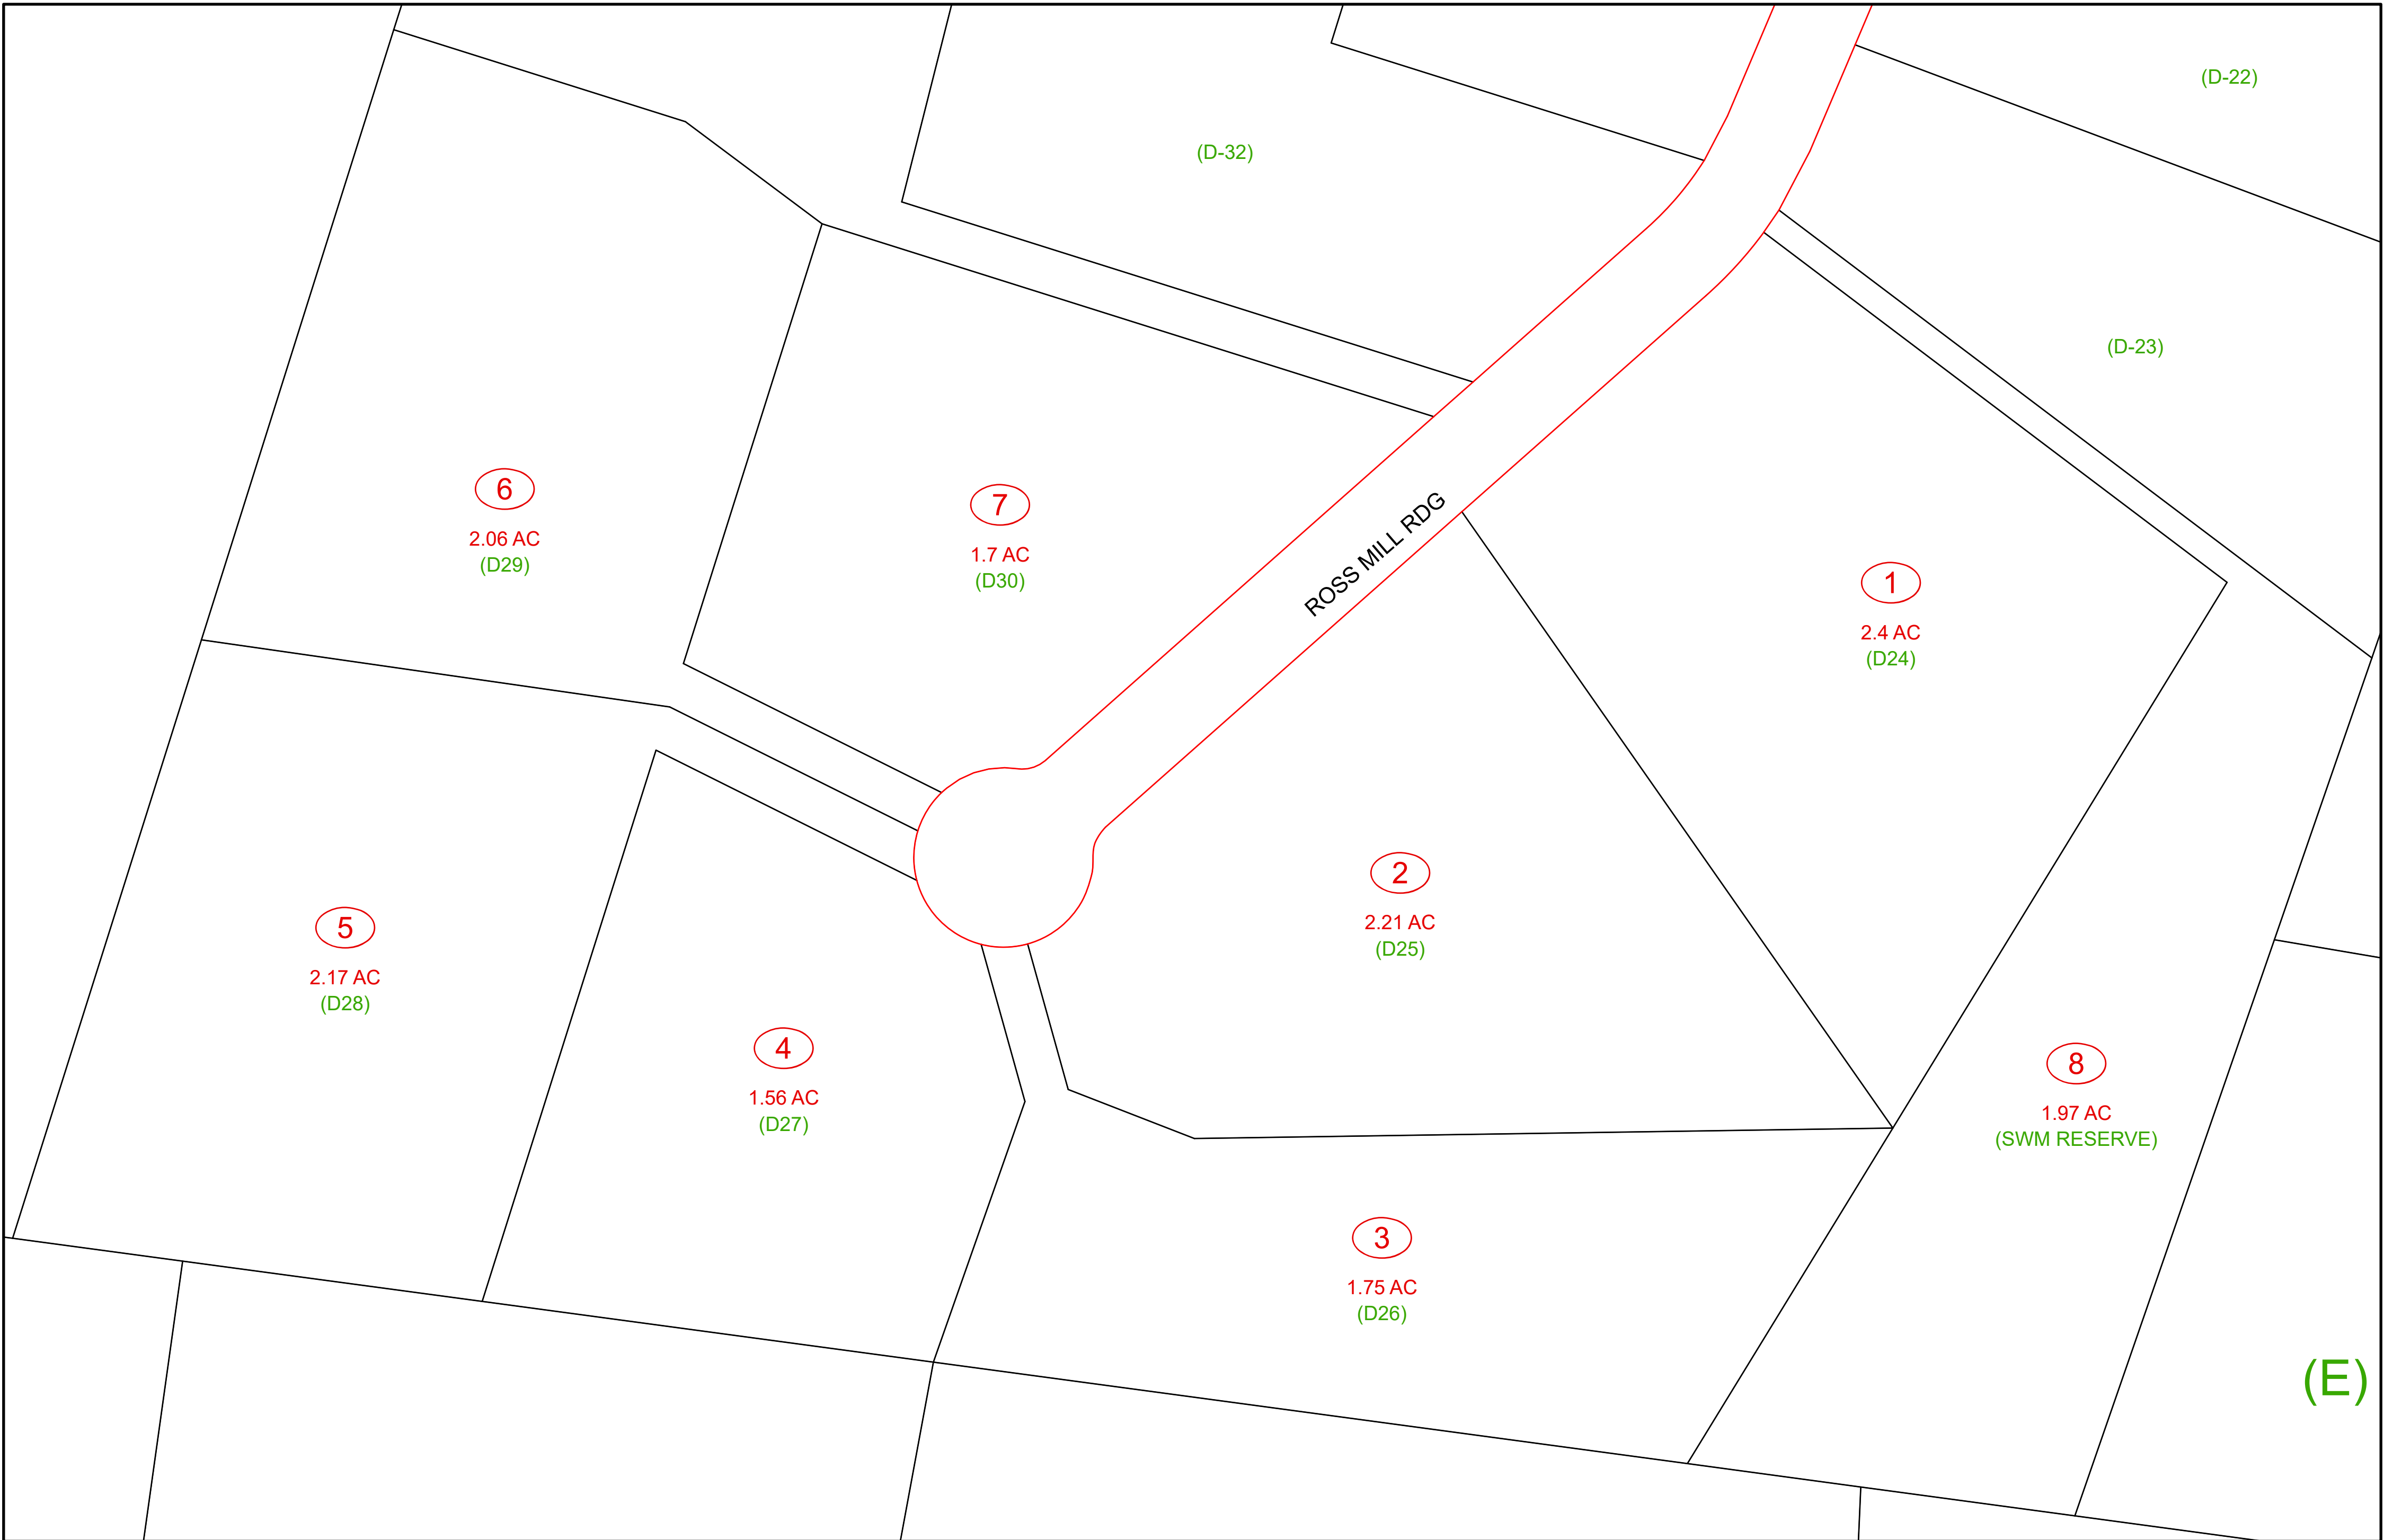 (D-22)
(D-32)
(D-23)
6
2.06 AC
(D29)
7
1.7 AC
(D30)
ROSS MILL RDG
1
2.4 AC
(D24)
2
2.21 AC
(D25)
5
2.17 AC
(D28)
4
1.56 AC
(D27)
8
1.97 AC
(SWM RESERVE)
3
1.75 AC
(D26)
(E)